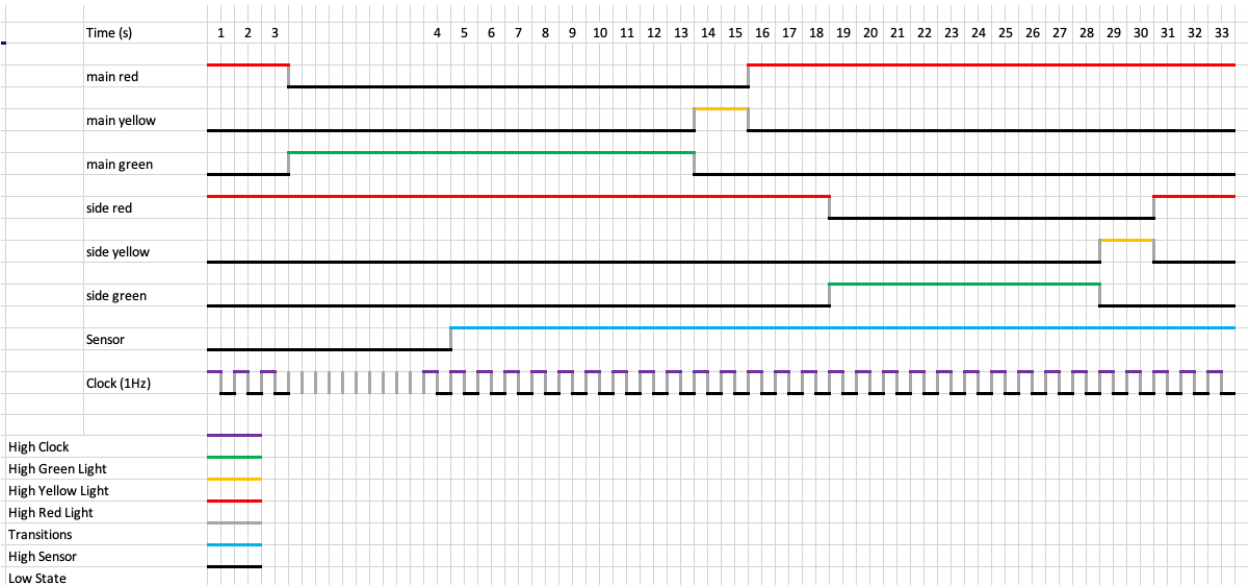 Time (s) 1 2 3 4 5 6 7 8 9 10 11 12 13 14 15 16 17 18 19 20 21 22 23 24 25 26 27 28 29 30 31 32 33
main red
main yellow
main green
side red
side yellow
side green
Sensor
Clock (1Hz)
High Clock
High Green Light
High Yellow Light
High Red Light
Transitions
High Sensor
Low State